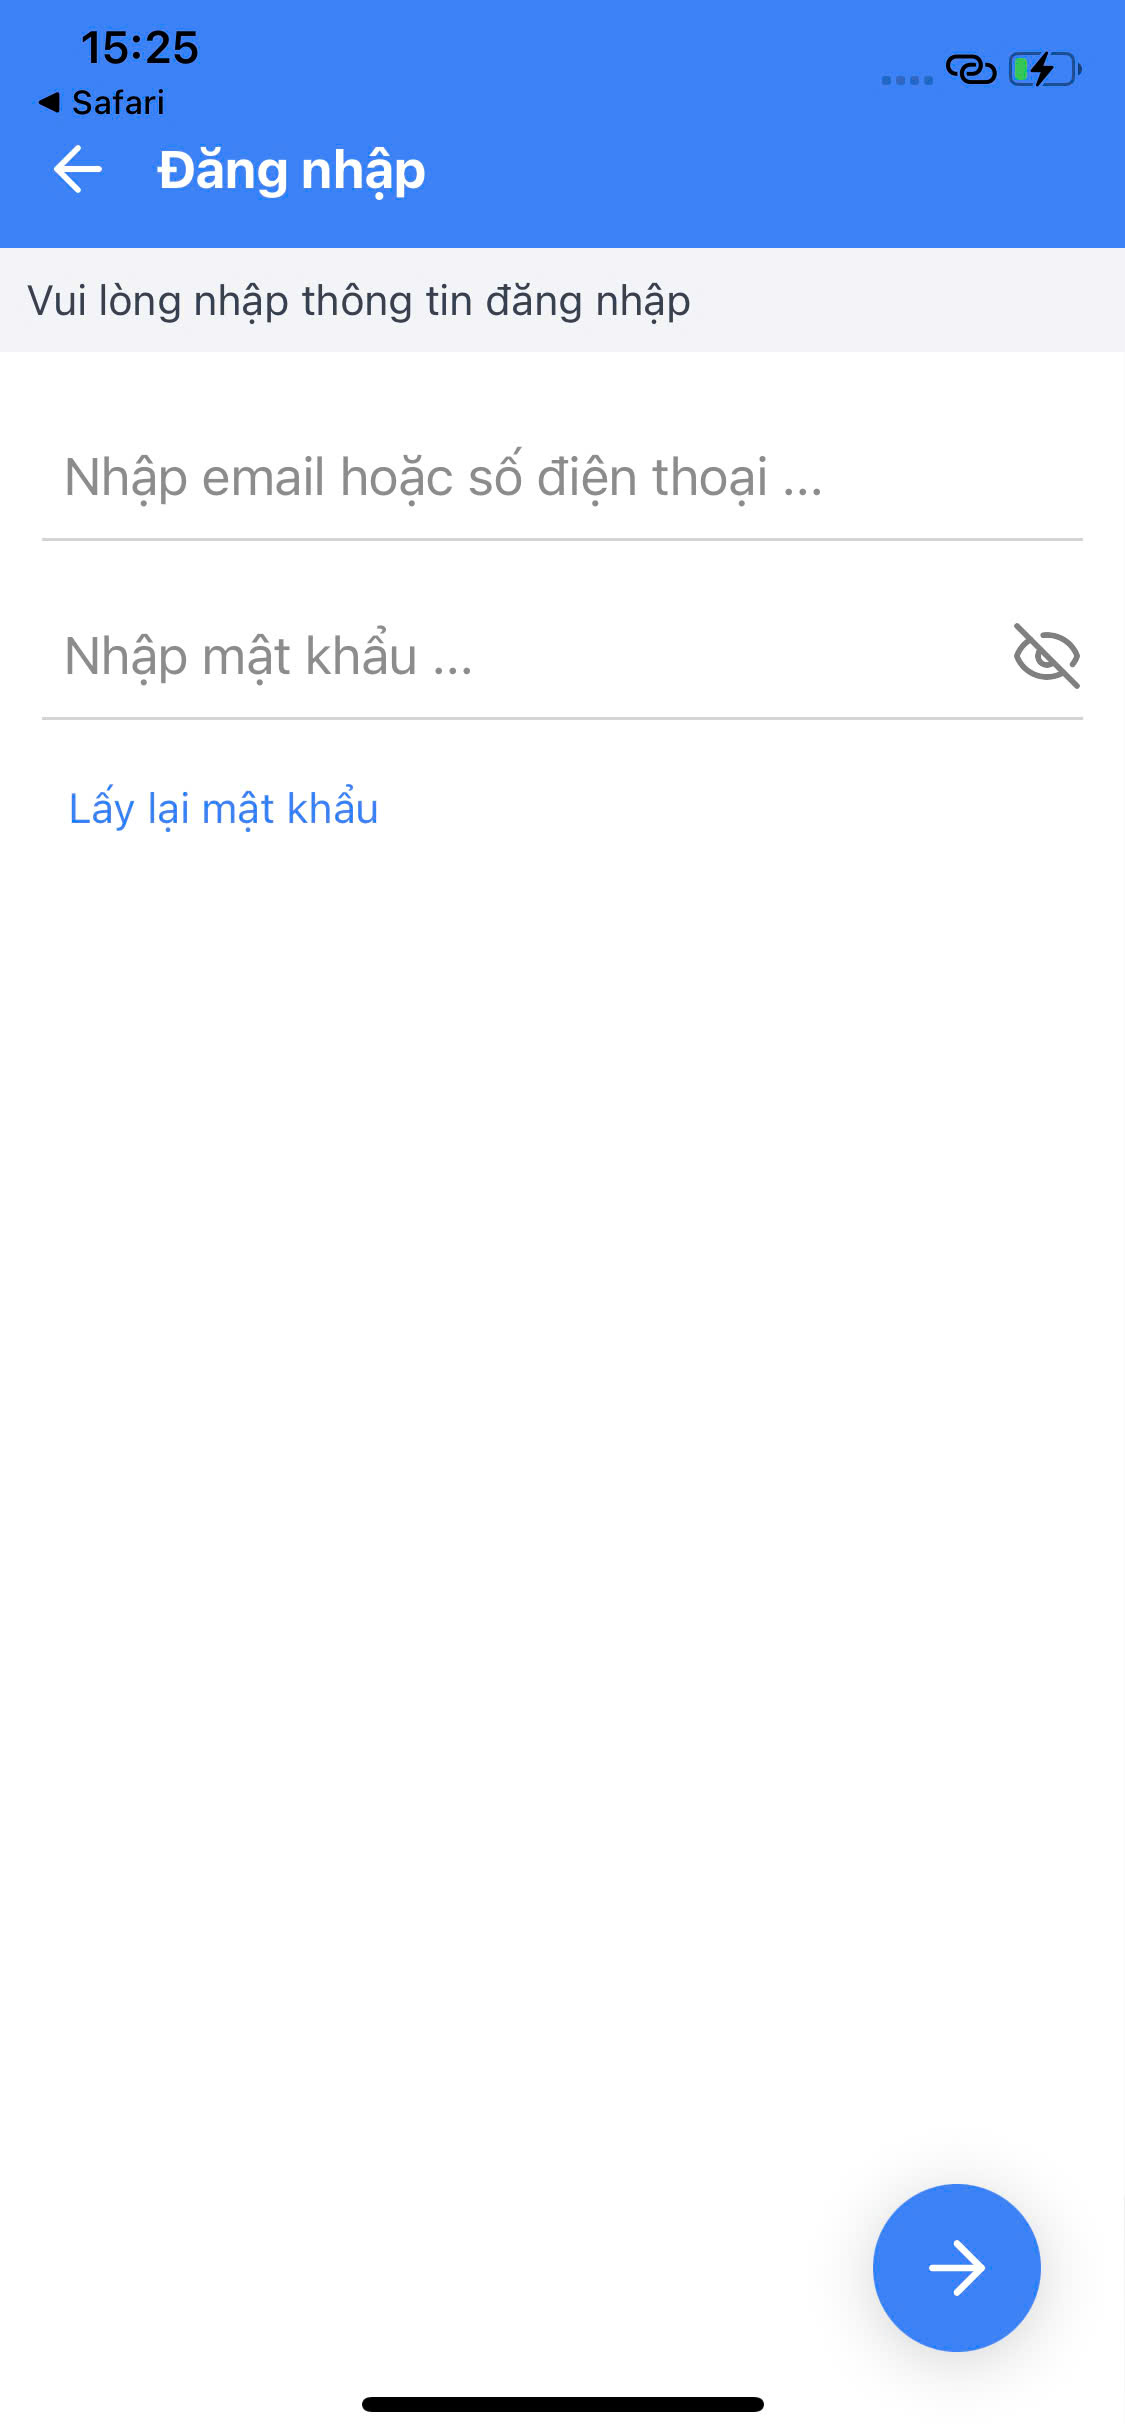 15:25
◀ Safari
Đăng nhập
Vui lòng nhập thông tin đăng nhập
Nhập email hoặc số điện thoại ...
Nhập mật khẩu ...
Lấy lại mật khẩu